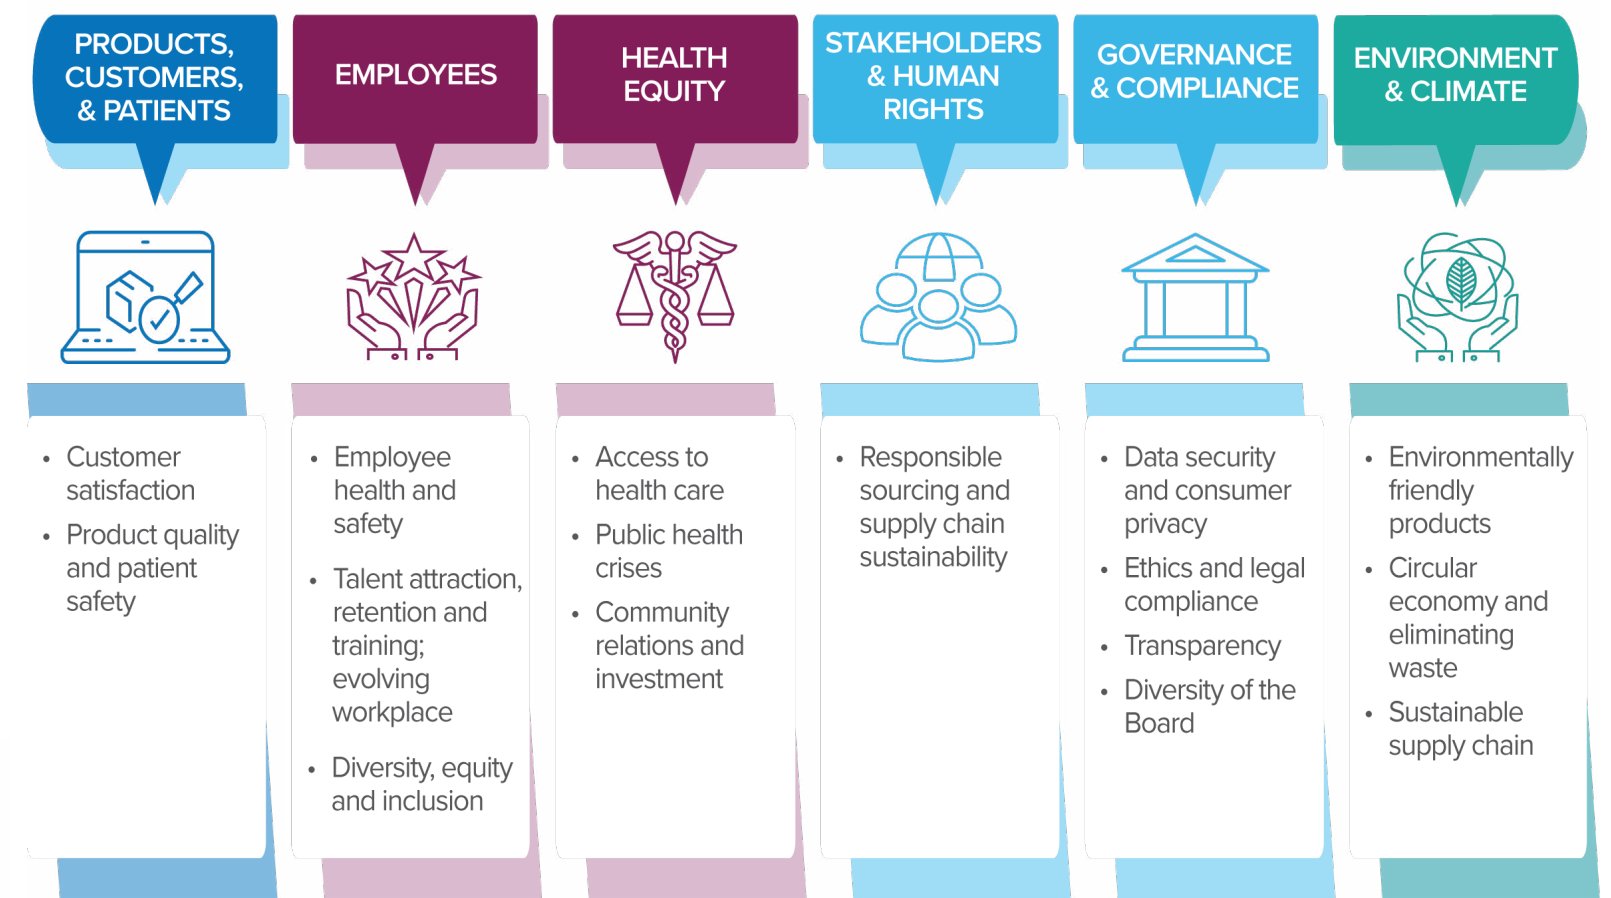 PRODUCTS,
CUSTOMERS,
& PATIENTS
EMPLOYEES
HEALTH
EQUITY
STAKEHOLDERS
& HUMAN
RIGHTS
GOVERNANCE
& COMPLIANCE
ENVIRONMENT
& CLIMATE
• Customer
satisfaction
• Product quality
and patient
safety
• Employee
health and
safety
• Talent attraction,
retention and
training;
evolving
workplace
• Diversity, equity
and inclusion
• Access to
health care
• Public health
crises
• Community
relations and
investment
• Responsible
sourcing and
supply chain
sustainability
• Data security
and consumer
privacy
• Ethics and legal
compliance
• Transparency
• Diversity of the
Board
• Environmentally
friendly
products
• Circular
economy and
eliminating
waste
• Sustainable
supply chain